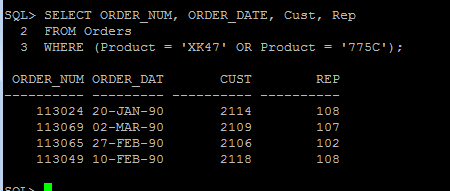 SQL> SELECT ORDER_NUM, ORDER_DATE, Cust, Rep
  2  FROM Orders
  3  WHERE (Product = 'XK47' OR Product = '775C');
 ORDER_NUM ORDER_DAT       CUST        REP
---------- --------- ---------- ----------
    113024 20-JAN-90       2114        108
    113069 02-MAR-90       2109        107
    113065 27-FEB-90       2106        102
    113049 10-FEB-90       2118        108
SQL>